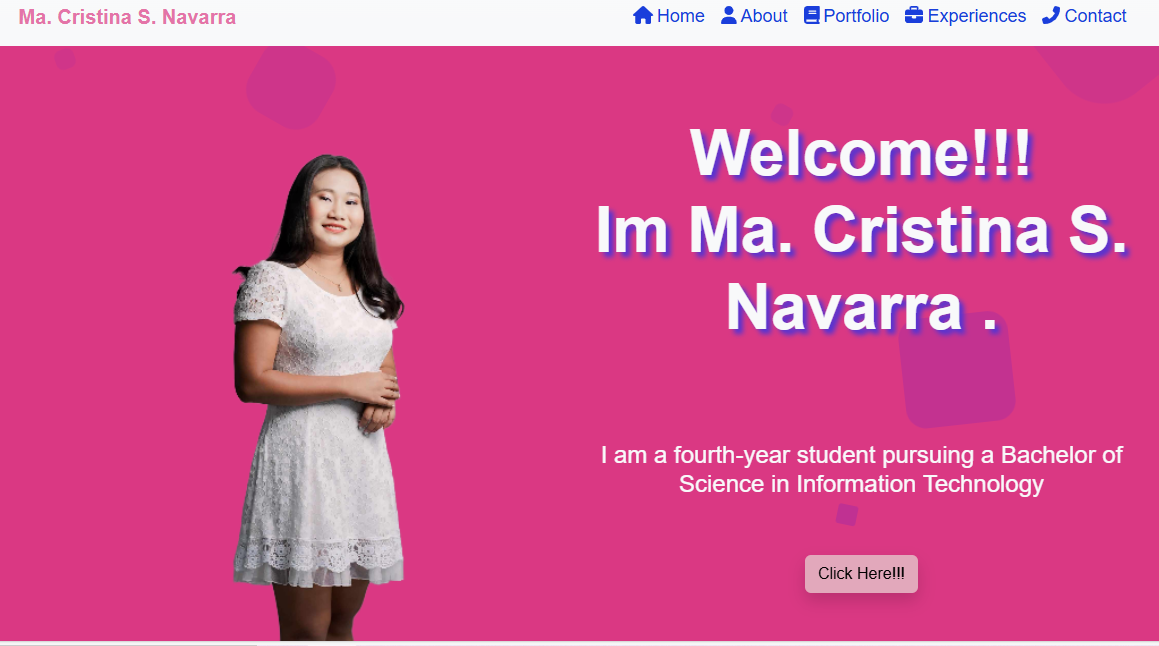 Ma. Cristina S. Navarra
Home About Portfolio Experiences Contact
Welcome!!!
Im Ma. Cristina S.
Navarra .
I am a fourth-year student pursuing a Bachelor of
Science in Information Technology
Click Here!!!